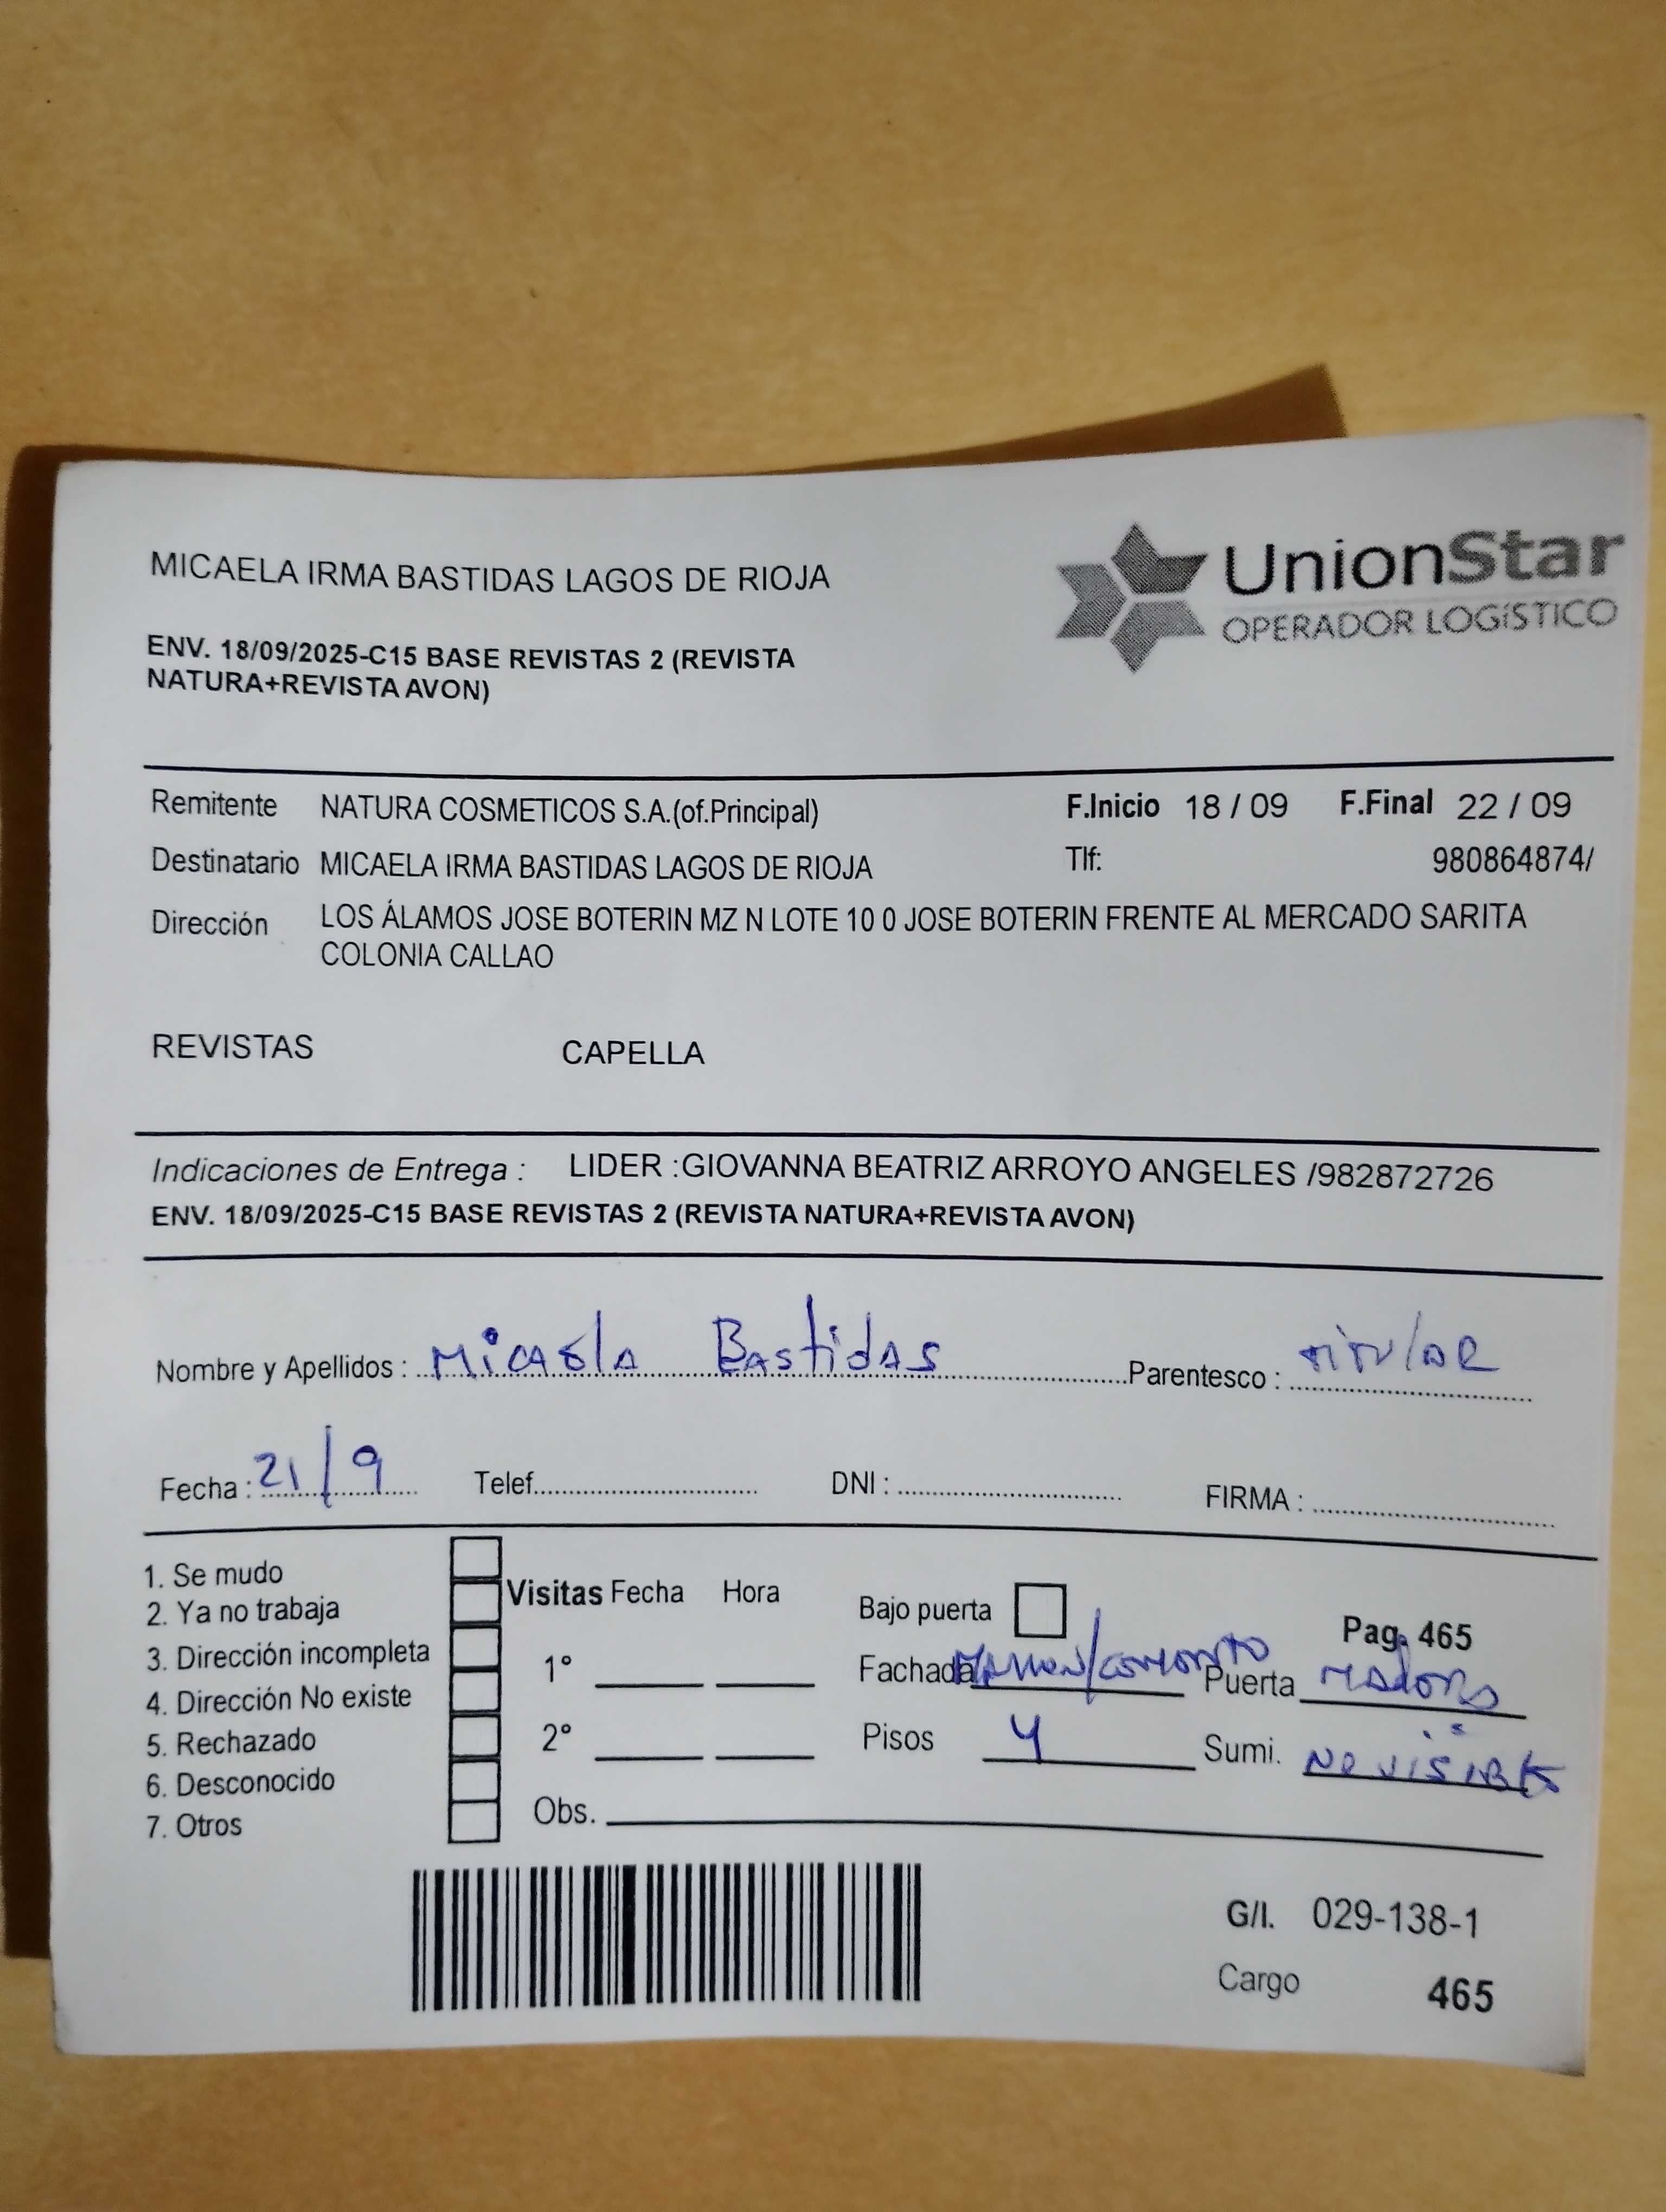 MICAELA IRMA BASTIDAS LAGOS DE RIOJA
UnionStar
OPERADOR LOGíSTICO
ENV. 18/09/2025-C15 BASE REVISTAS 2 (REVISTA
NATURA+REVISTA AVON)
Remitente NATURA COSMETICOS S.A.(of.Principal) F.Inicio 18 / 09 F.Final 22 / 09
Destinatario MICAELA IRMA BASTIDAS LAGOS DE RIOJA Tlf: 980864874/
Dirección LOS ÁLAMOS JOSE BOTERIN MZ N LOTE 10 0 JOSE BOTERIN FRENTE AL MERCADO SARITA
COLONIA CALLAO
REVISTAS CAPELLA
Indicaciones de Entrega : LIDER :GIOVANNA BEATRIZ ARROYO ANGELES /982872726
ENV. 18/09/2025-C15 BASE REVISTAS 2 (REVISTA NATURA+REVISTA AVON)
Nombre y Apellidos : Micaela Bastidas Parentesco : titular
Fecha : 21/9 Telef. DNI : FIRMA :
1. Se mudo
2. Ya no trabaja
3. Dirección incompleta
4. Dirección No existe
5. Rechazado
6. Desconocido
7. Otros
Visitas Fecha Hora
1°
2°
Obs.
Bajo puerta Pag. 465
Fachada Puerta madera
Pisos 4 Sumi. No visible
G/I. 029-138-1
Cargo 465